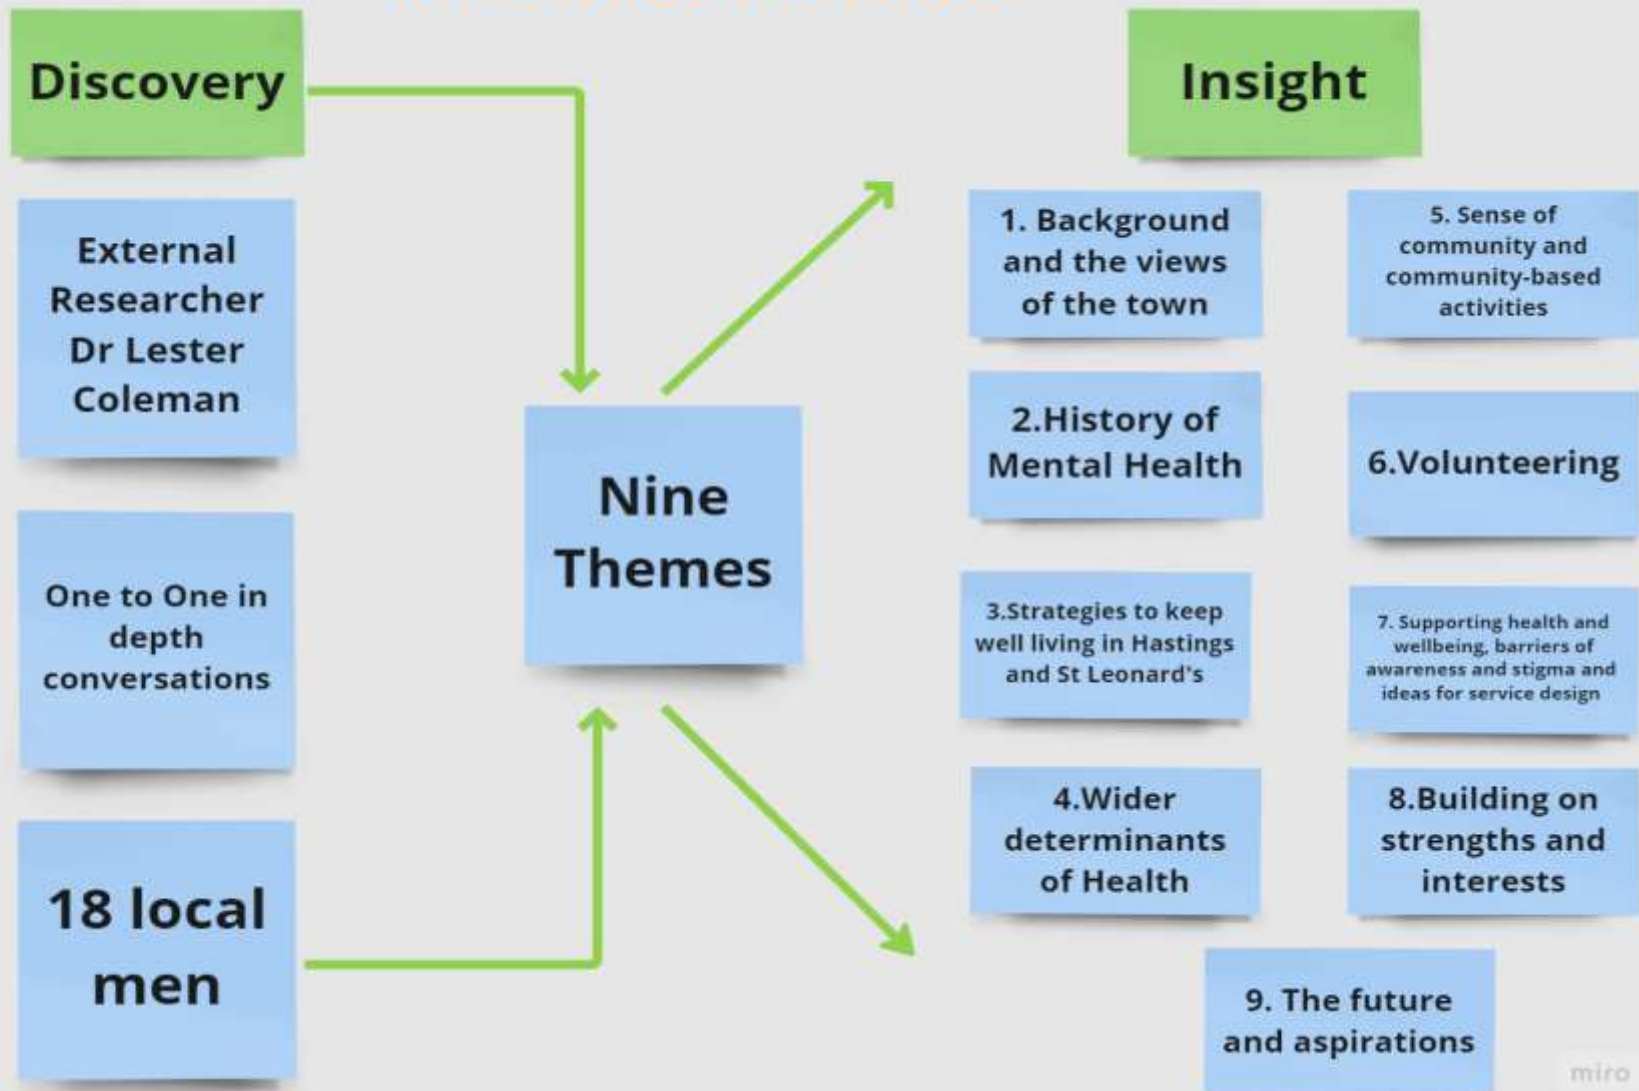 Discovery
External
Researcher
Dr Lester
Coleman
One to One in
depth
conversations
18 local
men
Nine
Themes
Insight
1. Background
and the views
of the town
2.History of
Mental Health
3.Strategies to keep
well living in Hastings
and St Leonard's
4.Wider
determinants
of Health
5. Sense of
community and
community-based
activities
6.Volunteering
7. Supporting health and
wellbeing, barriers of
awareness and stigma and
ideas for service design
8.Building on
strengths and
interests
9. The future
and aspirations
miro